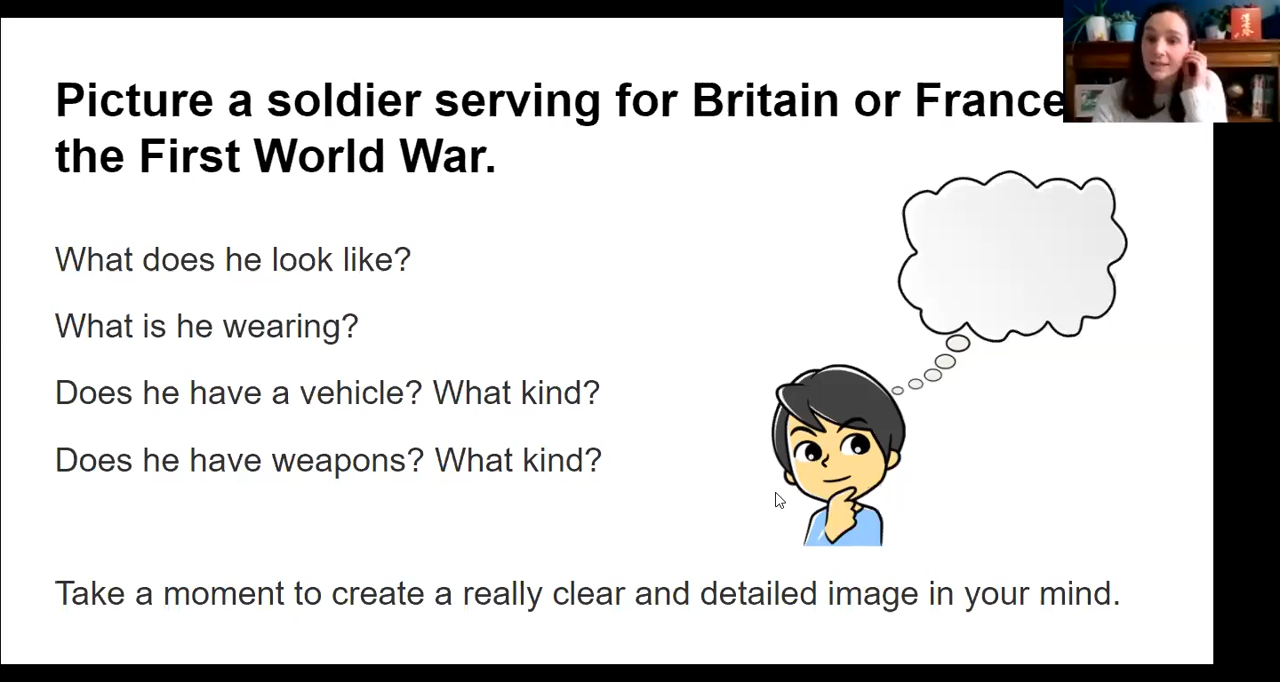 Picture a soldier serving for Britain or France
the First World War.
What does he look like?
What is he wearing?
Does he have a vehicle? What kind?
Does he have weapons? What kind?
Take a moment to create a really clear and detailed image in your mind.